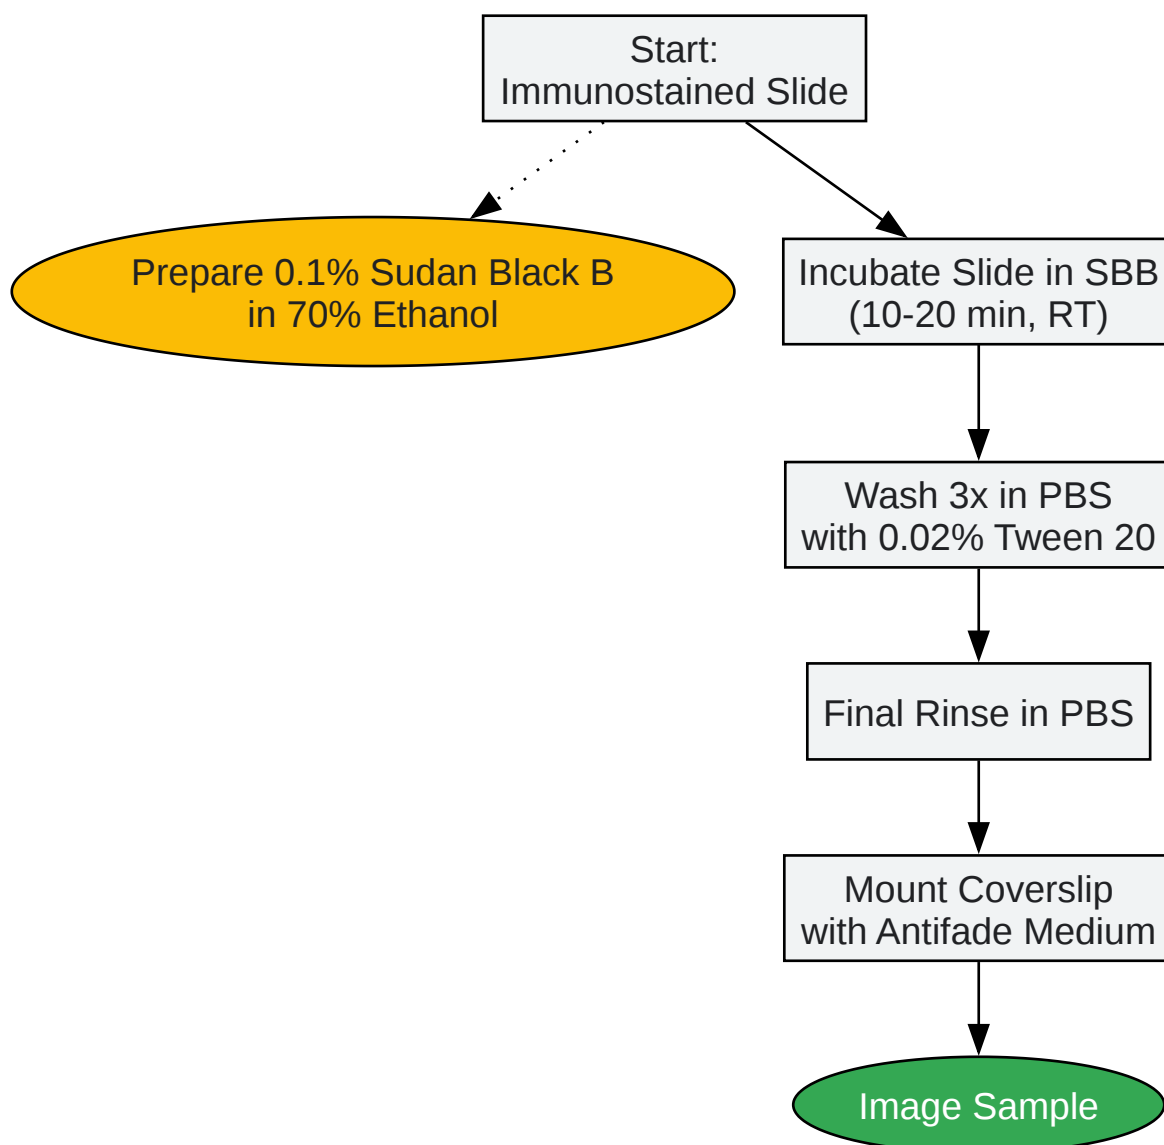 Start:
Immunostained Slide
Prepare 0.1% Sudan Black B
in 70% Ethanol
Incubate Slide in SBB
(10-20 min, RT)
Wash 3x in PBS
with 0.02% Tween 20
Final Rinse in PBS
Mount Coverslip
with Antifade Medium
Image Sample